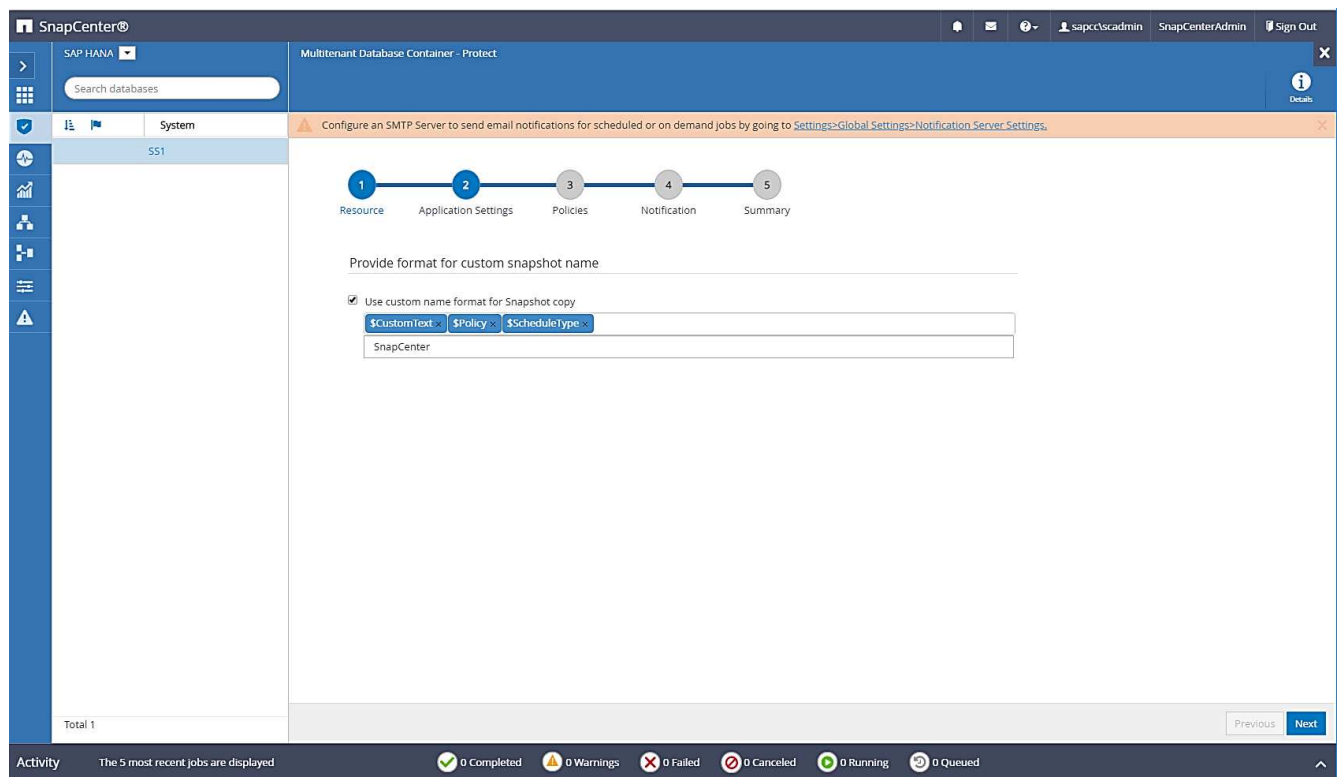 SnapCenter®
sapcc\scadmin SnapCenterAdmin Sign Out
SAP HANA
Multitenant Database Container - Protect
Search databases
Details
System
Configure an SMTP Server to send email notifications for scheduled or on demand jobs by going to Settings>Global Settings>Notification Server Settings.
SS1
1 2 3 4 5
Resource Application Settings Policies Notification Summary
Provide format for custom snapshot name
Use custom name format for Snapshot copy
$CustomText × $Policy × $ScheduleType ×
SnapCenter
Total 1
Previous Next
Activity The 5 most recent jobs are displayed 0 Completed 0 Warnings 0 Failed 0 Canceled 0 Running 0 Queued